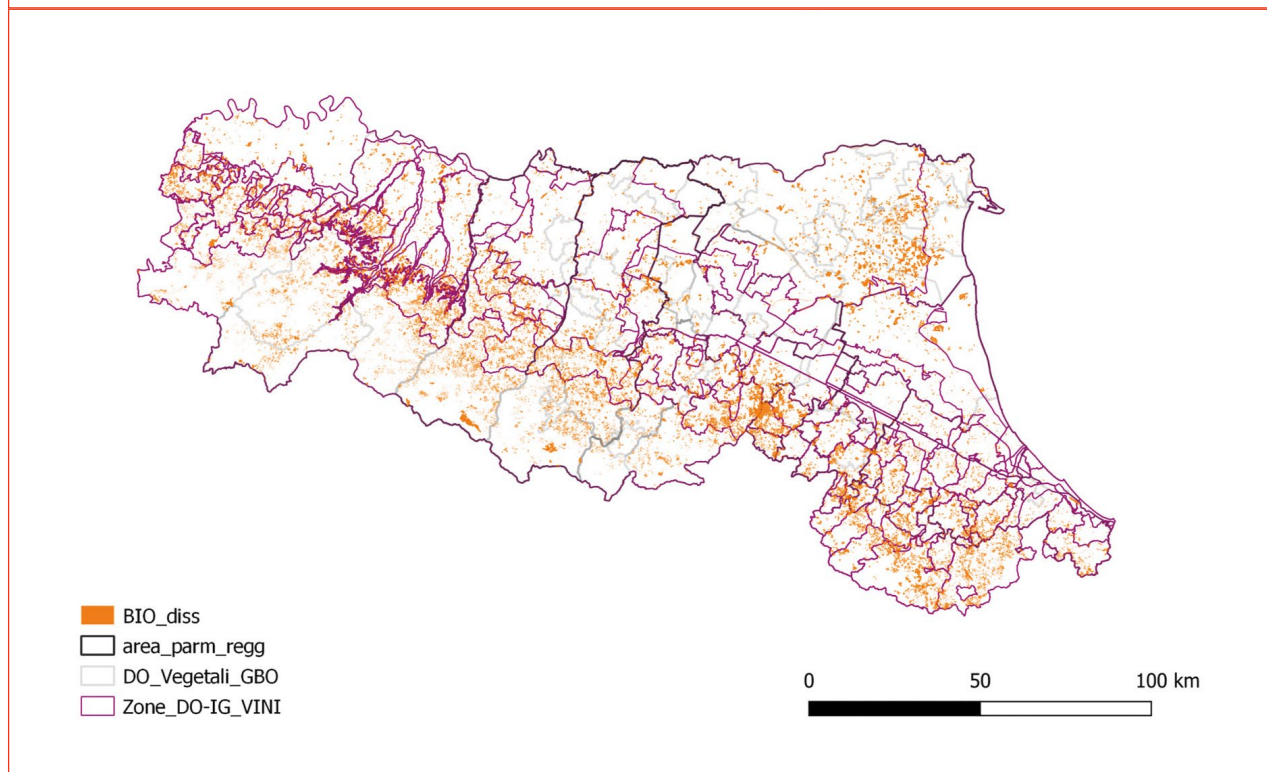 BIO_diss
area_parm_regg
DO_Vegetali_GBO
Zone_DO-IG_VINI
0 50 100 km